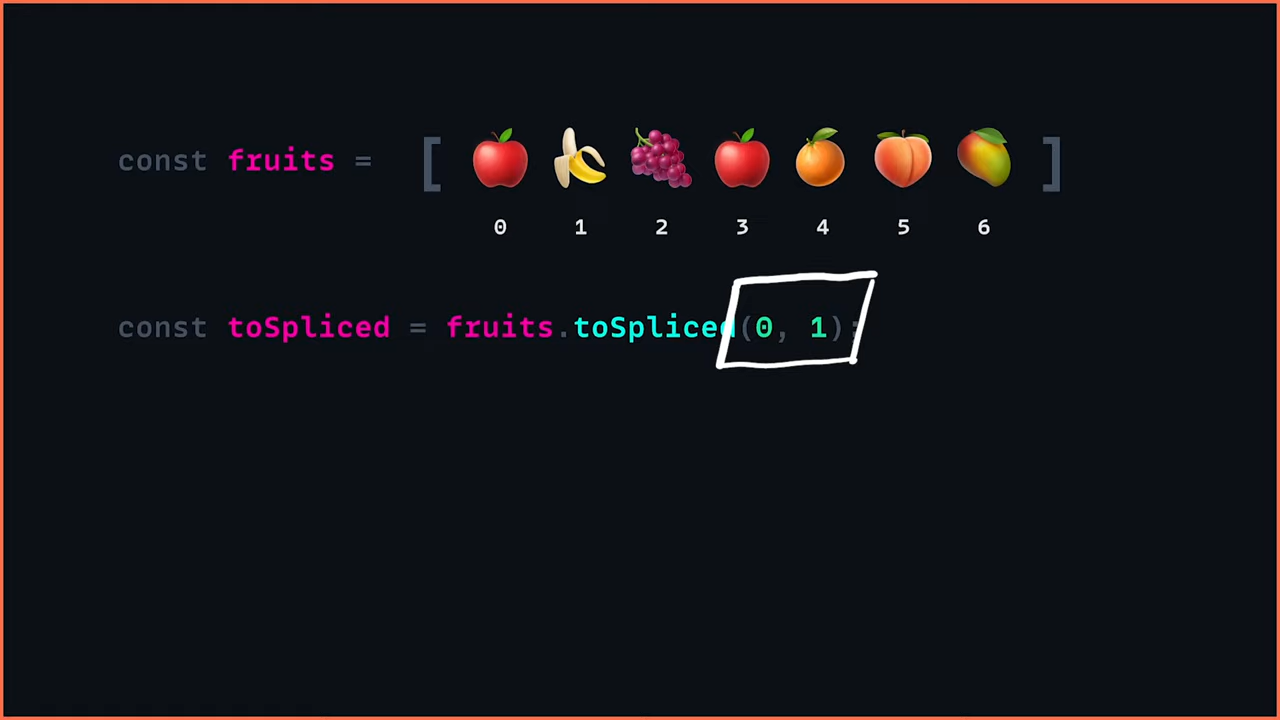 const fruits = [ 🍎 🍌 🍇 🍎 🍊 🍑 🥭 ]
0 1 2 3 4 5 6
const toSpliced = fruits.toSpliced(0, 1);